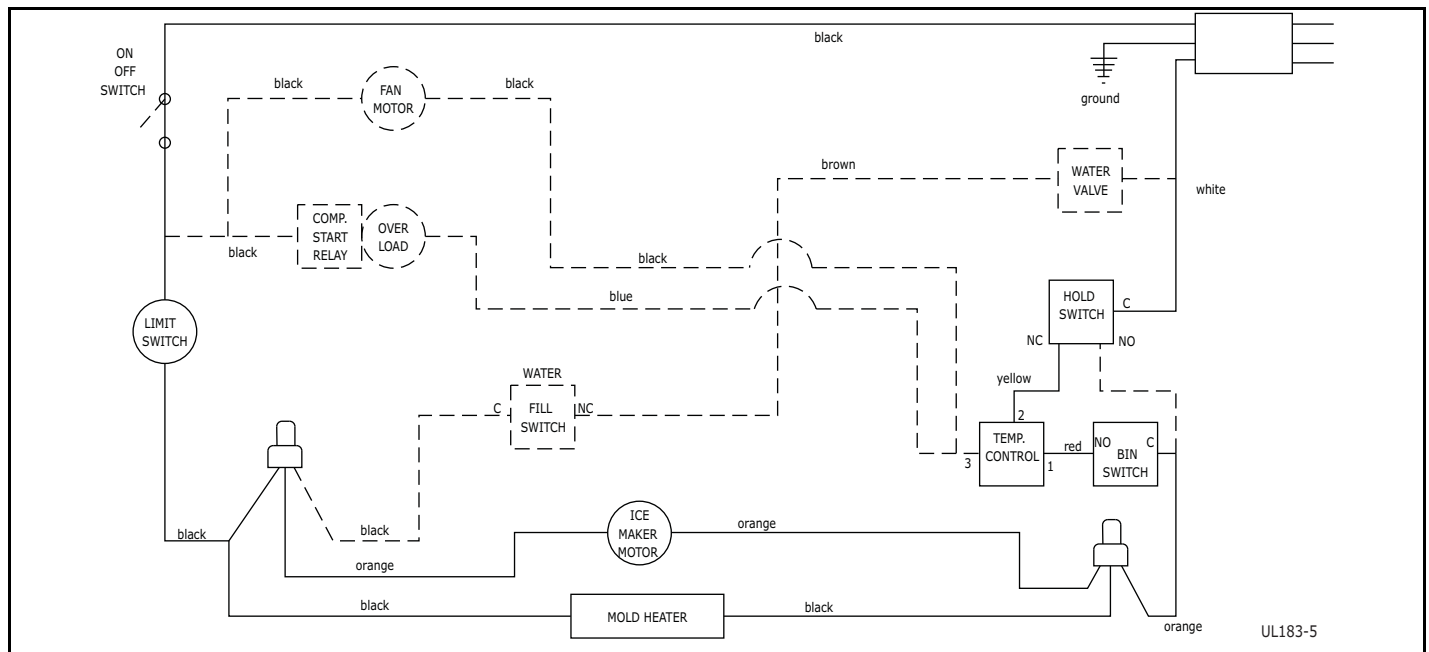 black
ON
OFF
SWITCH
ground
black
FAN
MOTOR
black
brown
WATER
VALVE
white
COMP.
START
RELAY
OVER
LOAD
black
black
blue
HOLD
SWITCH
C
NC
NO
LIMIT
SWITCH
yellow
WATER
C
FILL
SWITCH
NC
2
TEMP.
CONTROL
3
1
red
NO
C
BIN
SWITCH
black
black
ICE
MAKER
MOTOR
orange
orange
black
MOLD HEATER
black
orange
UL183-5